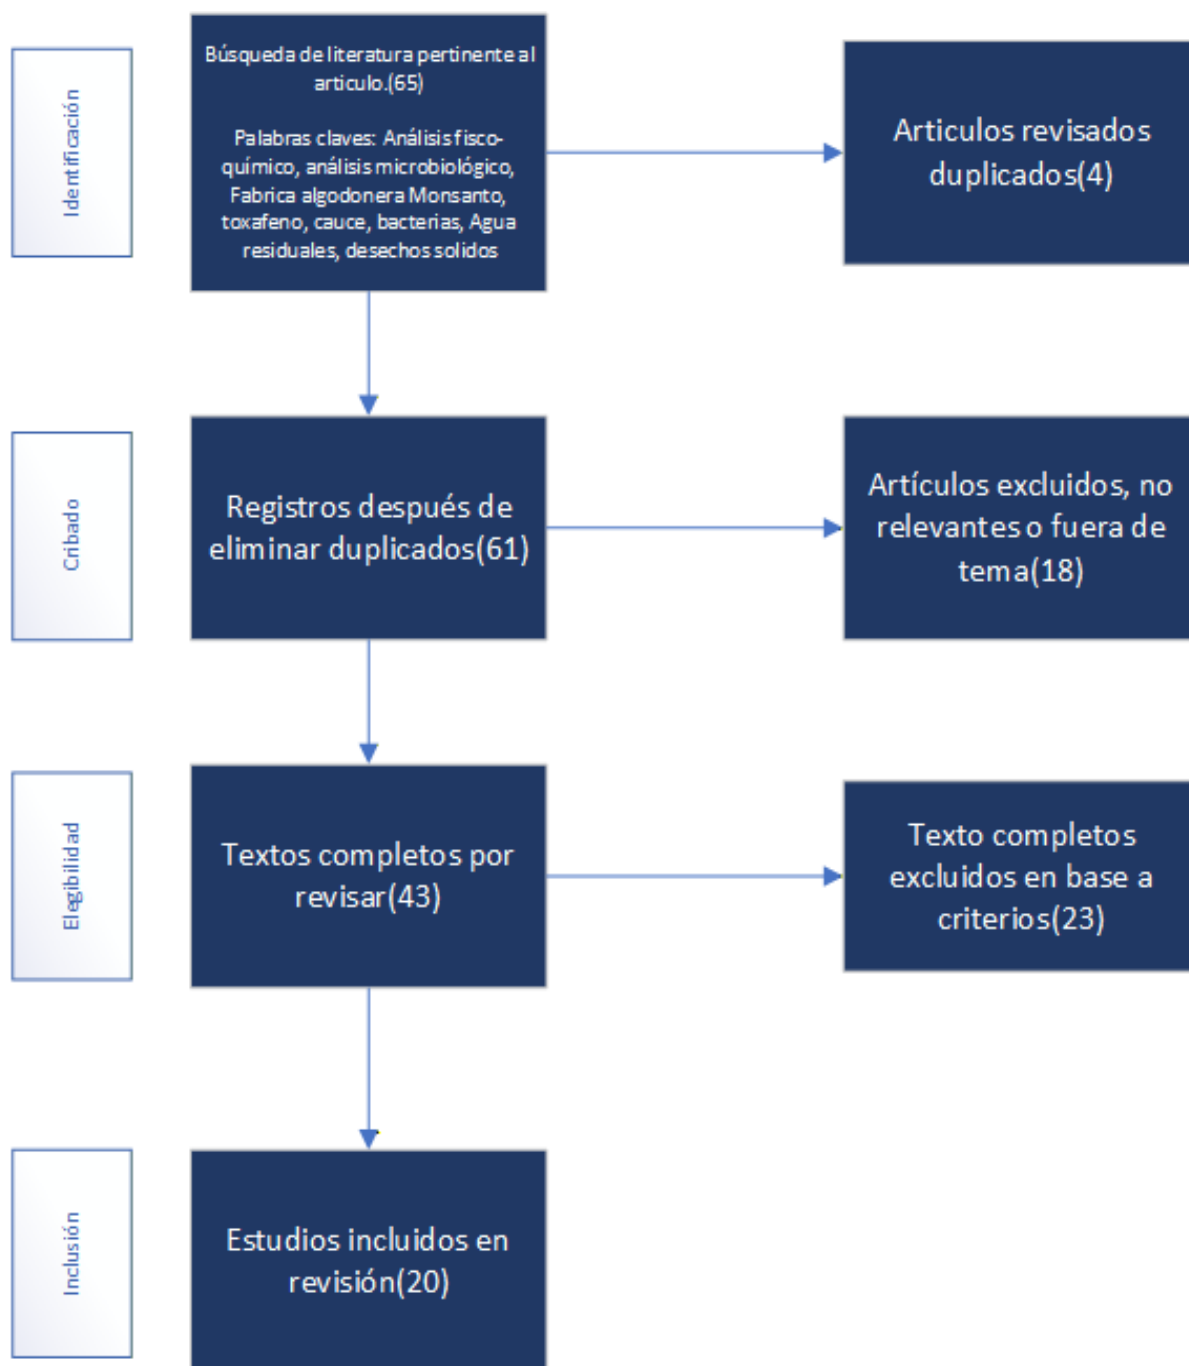 Identificación
Búsqueda de literatura pertinente al
articulo.(65)
Palabras claves: Análisis fisco-
químico, análisis microbiológico,
Fabrica algodonera Monsanto,
toxafeno, cauce, bacterias, Agua
residuales, desechos solidos
Articulos revisados
duplicados(4)
Cribado
Registros después de
eliminar duplicados(61)
Artículos excluidos, no
relevantes o fuera de
tema(18)
Elegibilidad
Textos completos por
revisar(43)
Texto completos
excluidos en base a
criterios(23)
Inclusión
Estudios incluidos en
revisión(20)